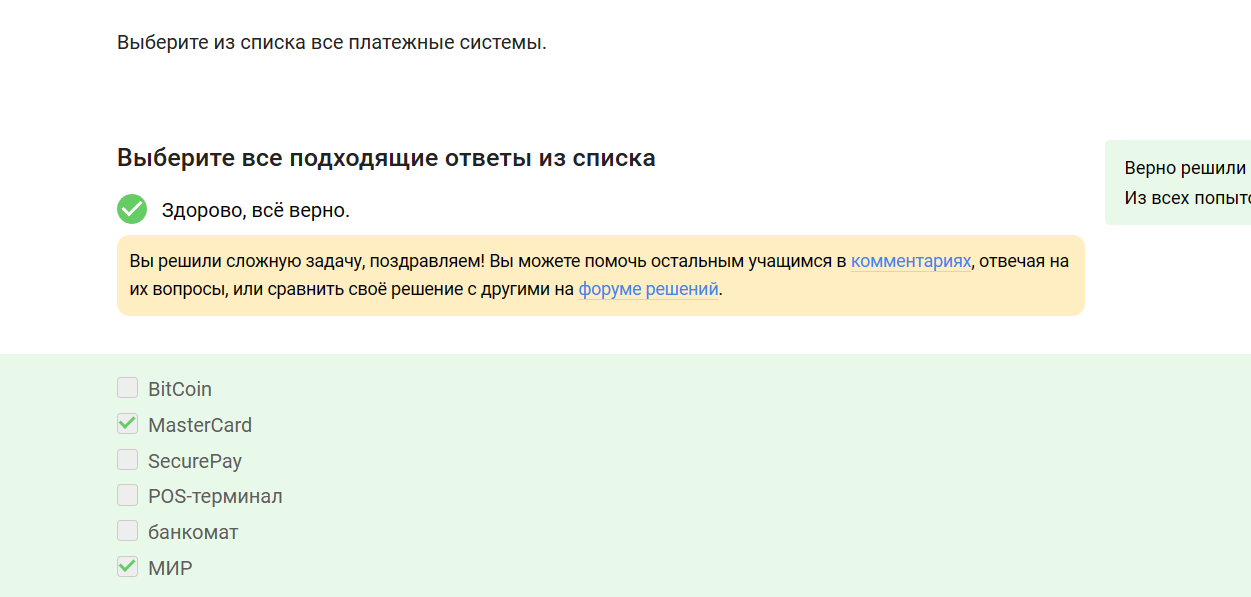 Выберите из списка все платежные системы.
Выберите все подходящие ответы из списка
Верно решили
Из всех
Здорово, всё верно.
Вы решили сложную задачу, поздравляем! Вы можете помочь остальным учащимся в комментариях, отвечая на
их вопросы, или сравнить своё решение с другими на форуме решений.
BitCoin
MasterCard
SecurePay
POS-терминал
банкомат
МИР